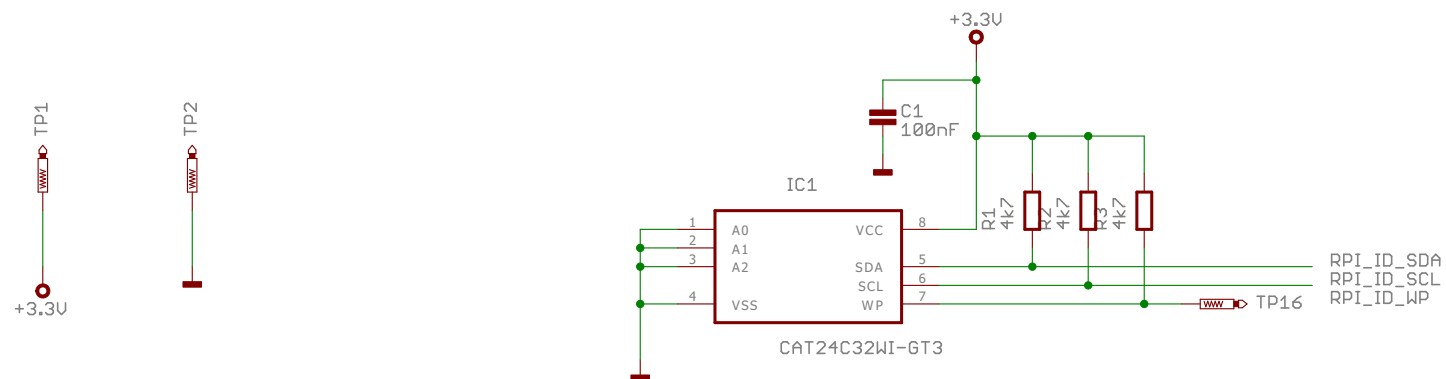 +3.3V
TP1
TP2
C1
100nF
IC1
R1
4k7
R2
4k7
R3
4k7
1 A0 VCC 8
2 A1
3 A2 SDA 5
SCL 6
4 VSS WP 7
RPI_ID_SDA
RPI_ID_SCL
RPI_ID_WP
TP16
+3.3V
CAT24C32WI-GT3